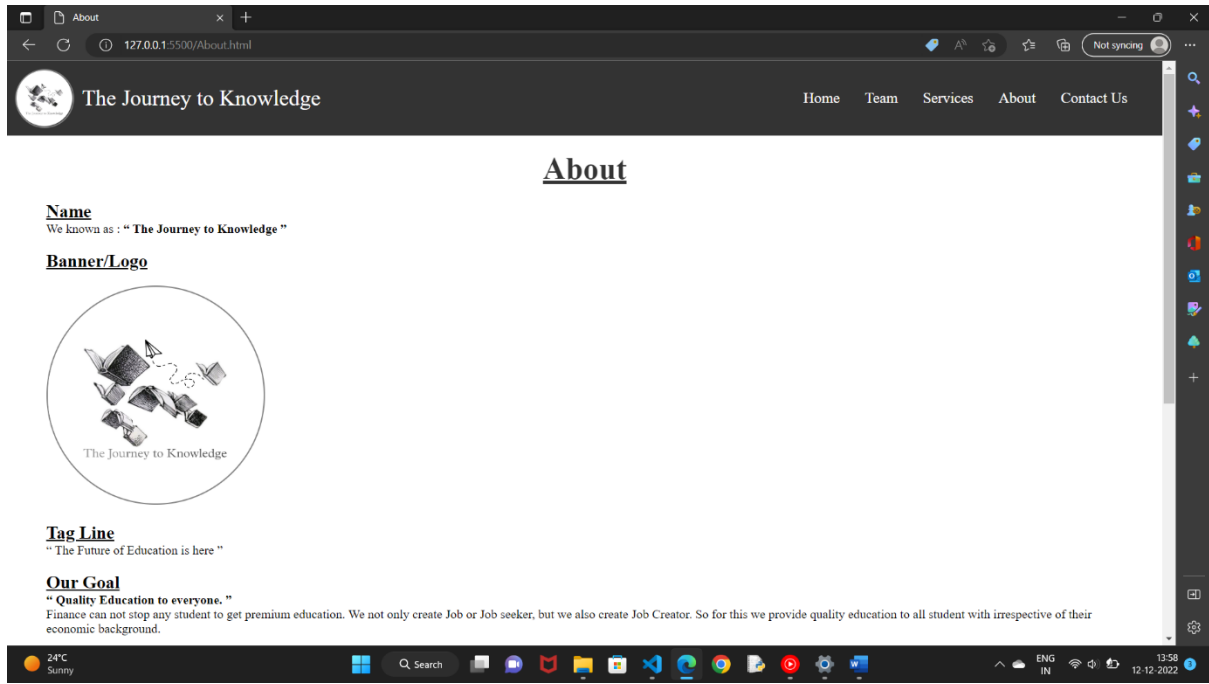 About
127.0.0.1:5500/About.html
Not syncing
The Journey to Knowledge
Home Team Services About Contact Us
About
Name
We known as : “ The Journey to Knowledge ”
Banner/Logo
The Journey to Knowledge
Tag Line
“ The Future of Education is here ”
Our Goal
“ Quality Education to everyone. ”
Finance can not stop any student to get premium education. We not only create Job or Job seeker, but we also create Job Creator. So for this we provide quality education to all student with irrespective of their
economic background.
24°C
Sunny
Search
ENG
IN
13:58
12-12-2022
3